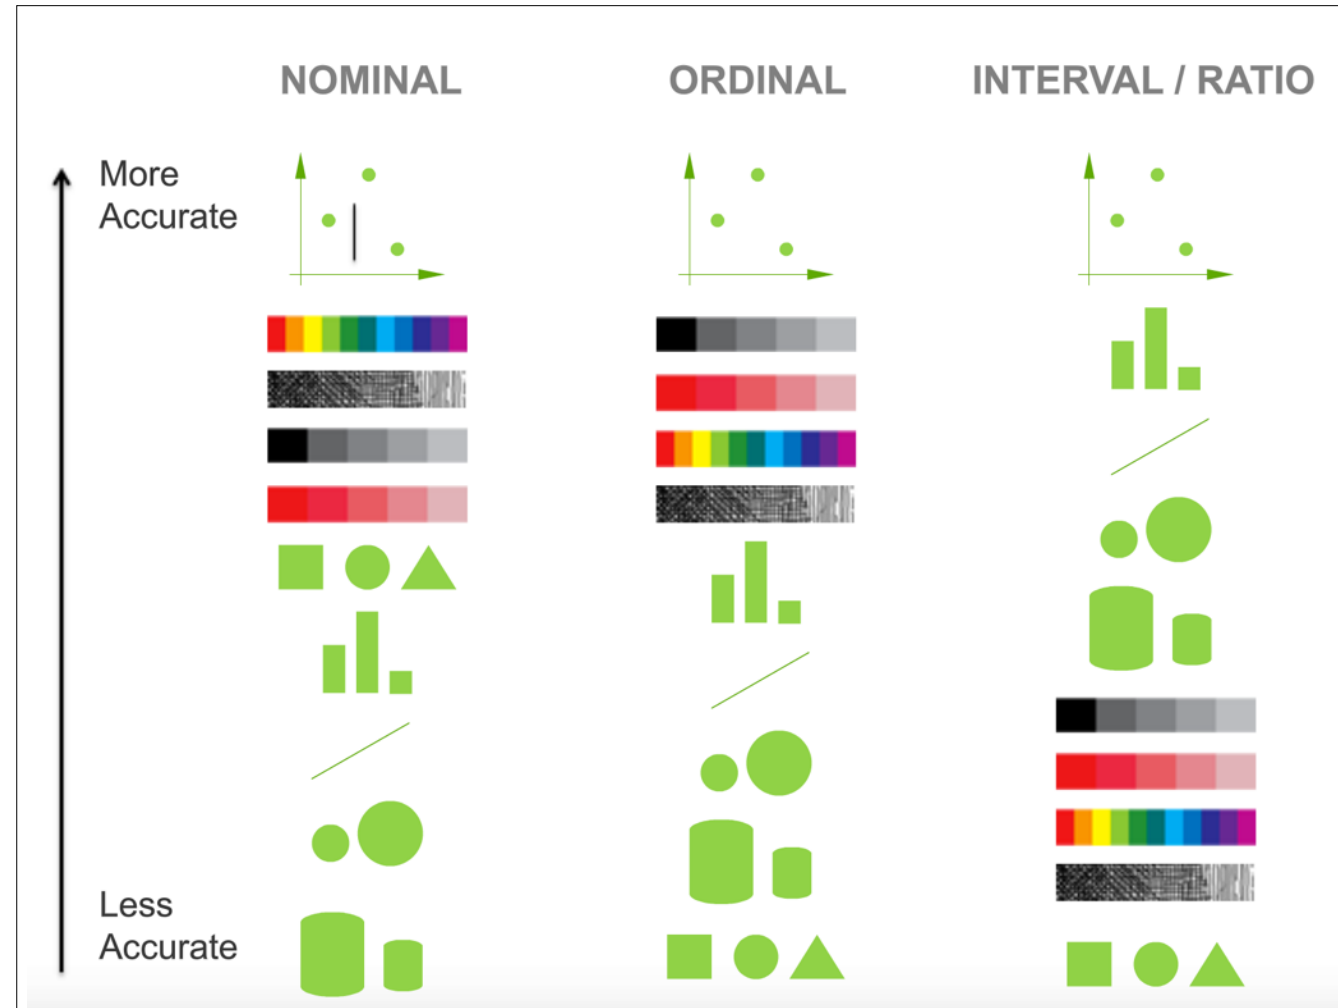 NOMINAL
ORDINAL
INTERVAL / RATIO
More
Accurate
Less
Accurate